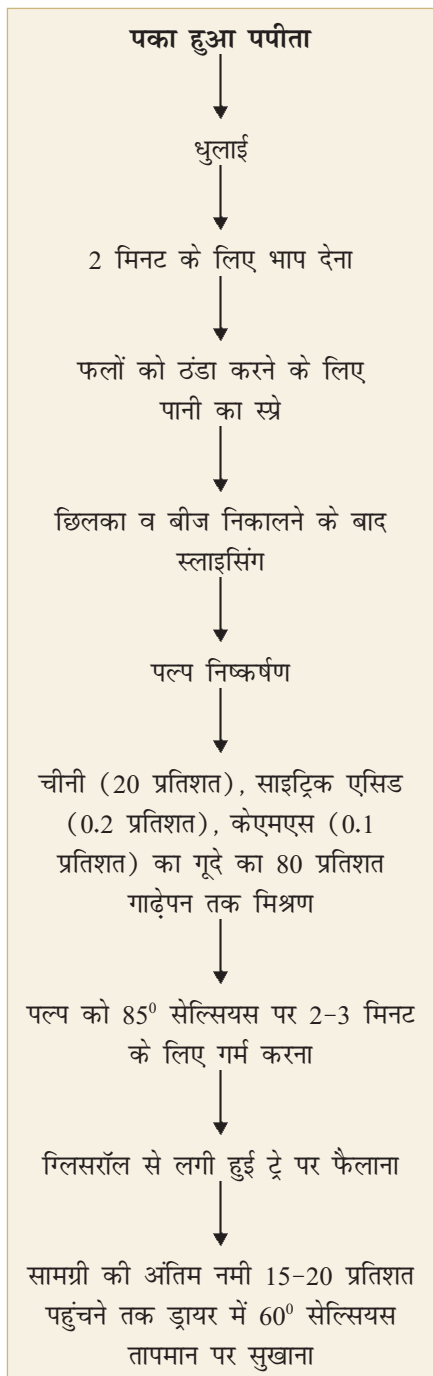 पका हुआ पपीता
धुलाई
2 मिनट के लिए भाप देना
फलों को ठंडा करने के लिए
पानी का स्प्रे
छिलका व बीज निकालने के बाद
स्लाइसिंग
पल्प निष्कर्षण
चीनी (20 प्रतिशत), साइट्रिक एसिड
(0.2 प्रतिशत), केएमएस (0.1
प्रतिशत) का गूदे का 80 प्रतिशत
गाढ़ेपन तक मिश्रण
पल्प को 85⁰ सेल्सियस पर 2-3 मिनट
के लिए गर्म करना
ग्लिसरॉल से लगी हुई ट्रे पर फैलाना
सामग्री की अंतिम नमी 15-20 प्रतिशत
पहुंचने तक ड्रायर में 60⁰ सेल्सियस
तापमान पर सुखाना